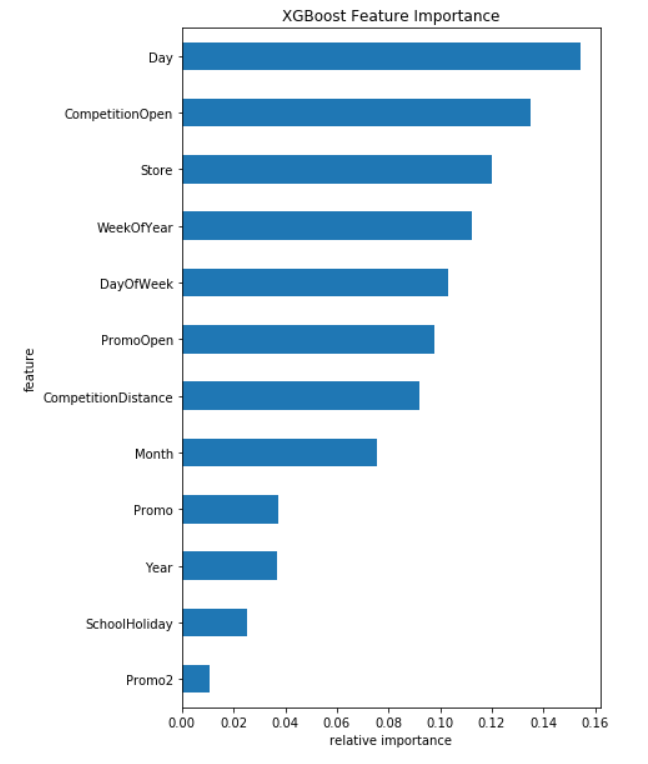 XGBoost Feature Importance
Day
CompetitionOpen
Store
WeekOfYear
DayOfWeek
PromoOpen
feature
CompetitionDistance
Month
Promo
Year
SchoolHoliday
Promo2
0.00 0.02 0.04 0.06 0.08 0.10 0.12 0.14 0.16
relative importance